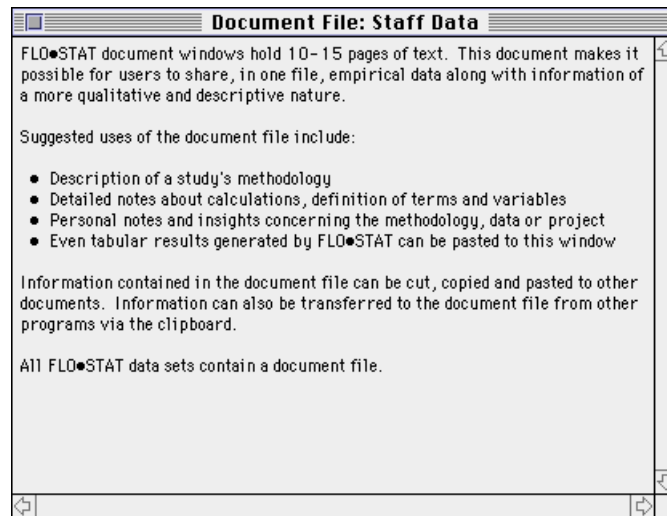 Document File: Staff Data
FLO●STAT document windows hold 10-15 pages of text. This document makes it
possible for users to share, in one file, empirical data along with information of
a more qualitative and descriptive nature.
Suggested uses of the document file include:
● Description of a study's methodology
● Detailed notes about calculations, definition of terms and variables
● Personal notes and insights concerning the methodology, data or project
● Even tabular results generated by FLO●STAT can be pasted to this window
Information contained in the document file can be cut, copied and pasted to other
documents. Information can also be transferred to the document file from other
programs via the clipboard.
All FLO●STAT data sets contain a document file.